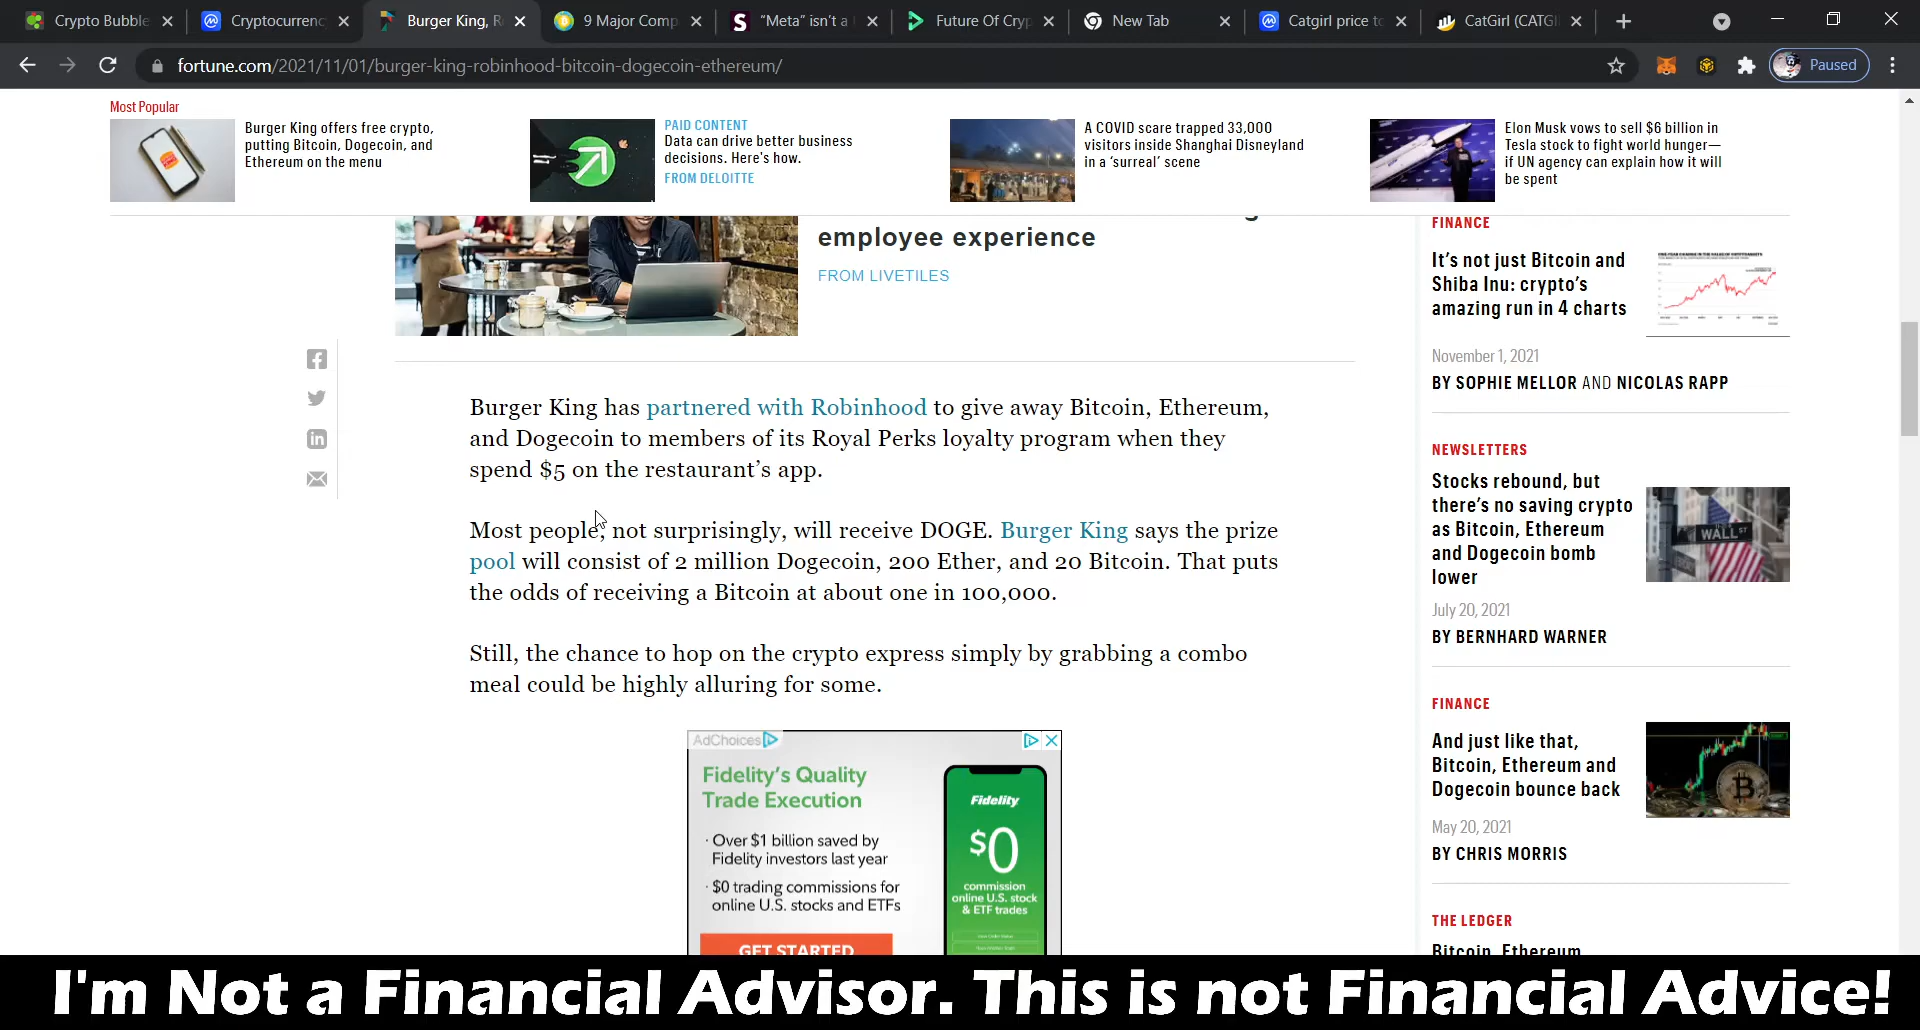 Crypto Bubble
Cryptocurrenc
Burger King, R
9 Major Comp
"Meta" isn't a
Future Of Cryp
New Tab
Catgirl price to
CatGirl (CATGI
fortune.com/2021/11/01/burger-king-robinhood-bitcoin-dogecoin-ethereum/
Paused
Most Popular
Burger King offers free crypto,
putting Bitcoin, Dogecoin, and
Ethereum on the menu
PAID CONTENT
Data can drive better business
decisions. Here's how.
FROM DELOITTE
A COVID scare trapped 33,000
visitors inside Shanghai Disneyland
in a 'surreal' scene
Elon Musk vows to sell $6 billion in
Tesla stock to fight world hunger—
if UN agency can explain how it will
be spent
employee experience
FROM LIVETILES
Burger King has partnered with Robinhood to give away Bitcoin, Ethereum,
and Dogecoin to members of its Royal Perks loyalty program when they
spend $5 on the restaurant's app.
Most people, not surprisingly, will receive DOGE. Burger King says the prize
pool will consist of 2 million Dogecoin, 200 Ether, and 20 Bitcoin. That puts
the odds of receiving a Bitcoin at about one in 100,000.
Still, the chance to hop on the crypto express simply by grabbing a combo
meal could be highly alluring for some.
AdChoices
Fidelity's Quality
Trade Execution
· Over $1 billion saved by
Fidelity investors last year
· $0 trading commissions for
online U.S. stocks and ETFs
GET STARTED
Fidelity
$0
commission
online U.S. stock
& ETF trades
FINANCE
It's not just Bitcoin and
Shiba Inu: crypto's
amazing run in 4 charts
November 1, 2021
BY SOPHIE MELLOR AND NICOLAS RAPP
NEWSLETTERS
Stocks rebound, but
there's no saving crypto
as Bitcoin, Ethereum
and Dogecoin bomb
lower
WALL ST
July 20, 2021
BY BERNHARD WARNER
FINANCE
And just like that,
Bitcoin, Ethereum and
Dogecoin bounce back
May 20, 2021
BY CHRIS MORRIS
THE LEDGER
Bitcoin, Ethereum
I'm Not a Financial Advisor. This is not Financial Advice!